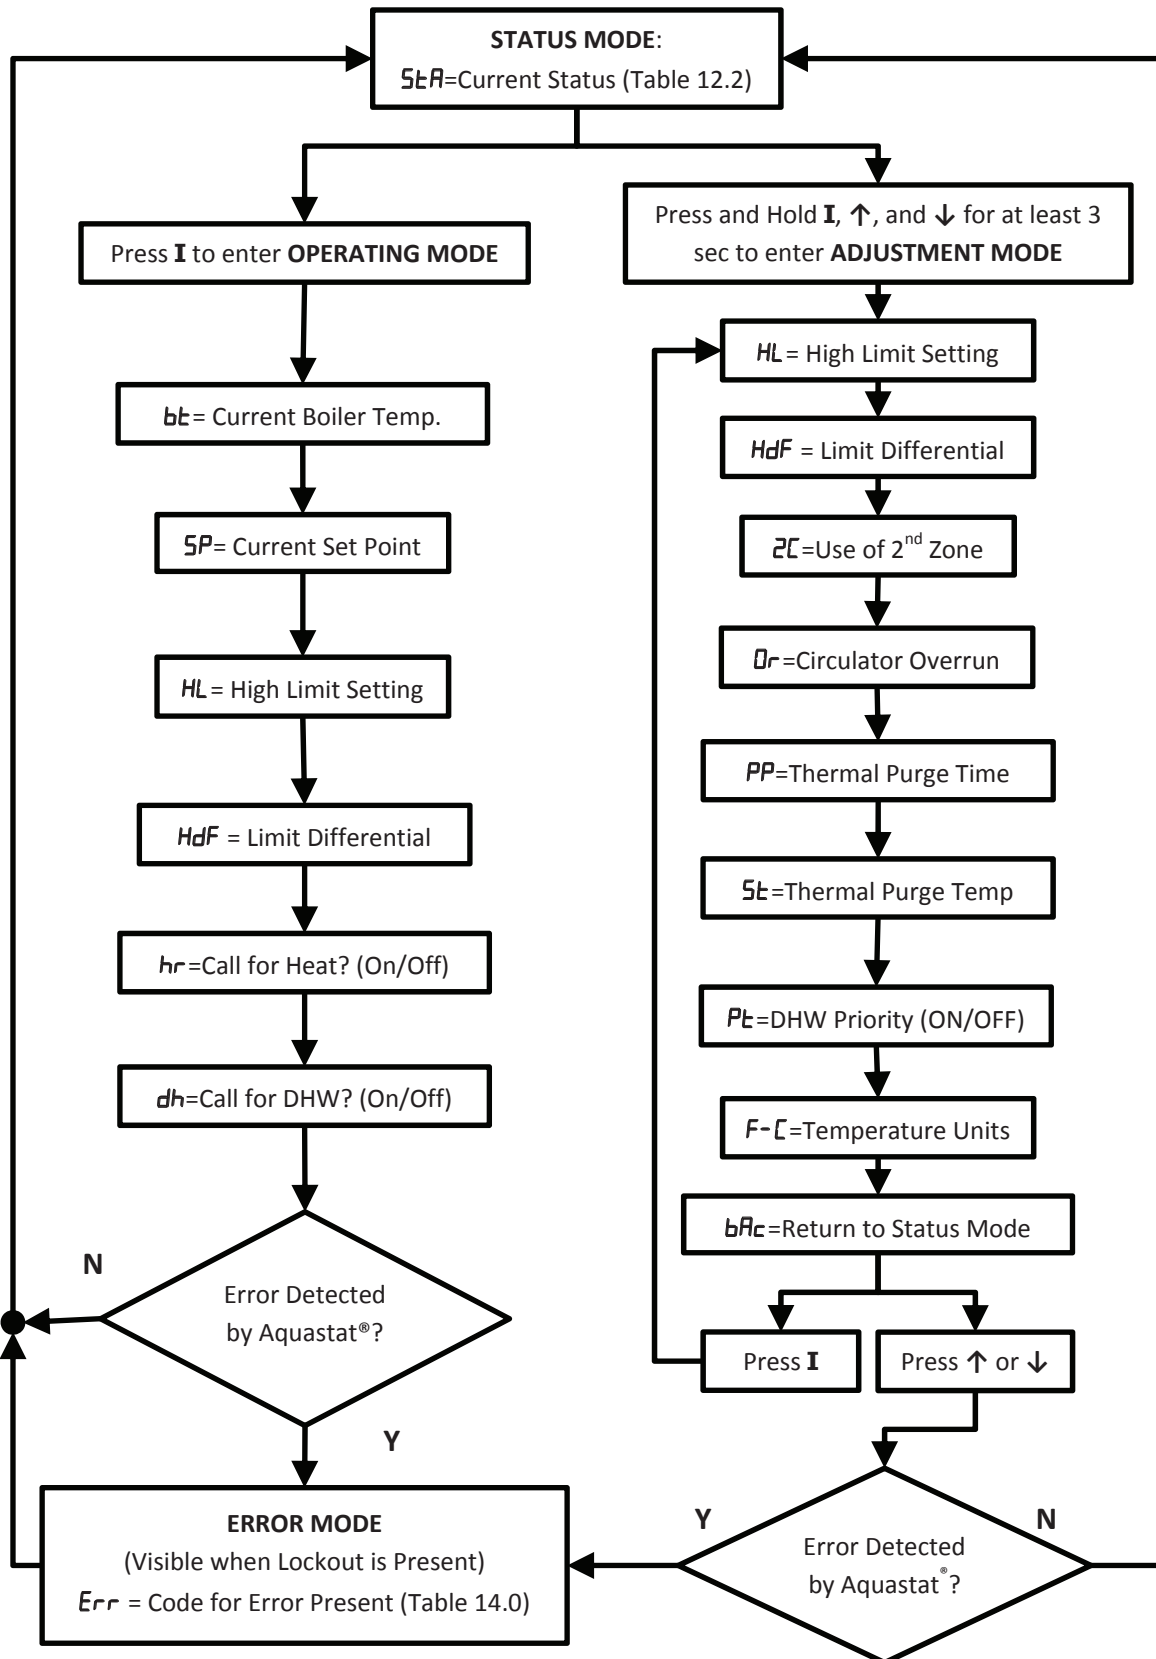 STATUS MODE:
StA=Current Status (Table 12.2)
Press I to enter OPERATING MODE
bt= Current Boiler Temp.
SP= Current Set Point
HL= High Limit Setting
HdF = Limit Differential
hr=Call for Heat? (On/Off)
dh=Call for DHW? (On/Off)
Error Detected
by Aquastat®?
N
Y
ERROR MODE
(Visible when Lockout is Present)
Err = Code for Error Present (Table 14.0)
Press and Hold I, ↑, and ↓ for at least 3
sec to enter ADJUSTMENT MODE
HL= High Limit Setting
HdF = Limit Differential
2C=Use of 2nd Zone
Or=Circulator Overrun
PP=Thermal Purge Time
St=Thermal Purge Temp
Pt=DHW Priority (ON/OFF)
F-C=Temperature Units
bAc=Return to Status Mode
Press I
Press ↑ or ↓
Y
N
Error Detected
by Aquastat®?